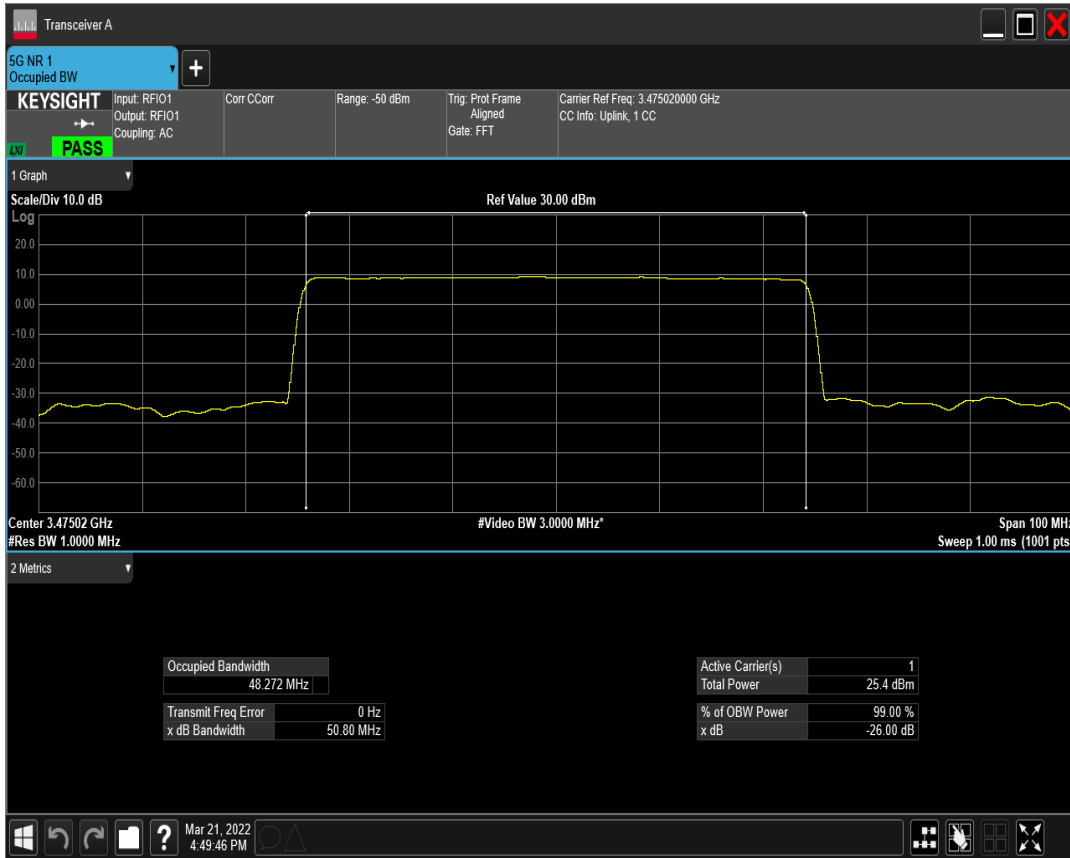 Transceiver A
5G NR 1
Occupied BW
+
KEYSIGHT
LXI
PASS
Input: RFIO1
Output: RFIO1
Coupling: AC
Corr CCorr
Range: -50 dBm
Trig: Prot Frame
Aligned
Gate: FFT
Carrier Ref Freq: 3.475020000 GHz
CC Info: Uplink, 1 CC
1 Graph
Scale/Div 10.0 dB
Ref Value 30.00 dBm
Log
20.0
10.0
0.00
-10.0
-20.0
-30.0
-40.0
-50.0
-60.0
Center 3.47502 GHz
#Video BW 3.0000 MHz*
Span 100 MHz
#Res BW 1.0000 MHz
Sweep 1.00 ms (1001 pts
2 Metrics
Occupied Bandwidth
48.272 MHz
Transmit Freq Error 0 Hz
x dB Bandwidth 50.80 MHz
Active Carrier(s) 1
Total Power 25.4 dBm
% of OBW Power 99.00 %
x dB -26.00 dB
?
Mar 21, 2022
4:49:46 PM